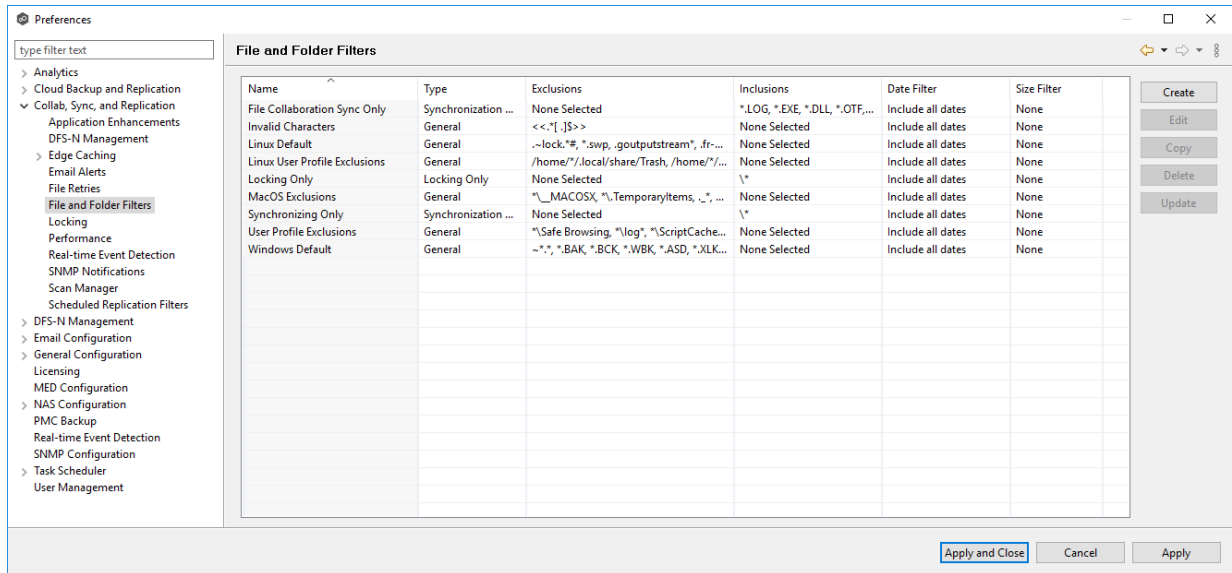 Preferences
type filter text
Analytics
Cloud Backup and Replication
Collab, Sync, and Replication
Application Enhancements
DFS-N Management
Edge Caching
Email Alerts
File Retries
File and Folder Filters
Locking
Performance
Real-time Event Detection
SNMP Notifications
Scan Manager
Scheduled Replication Filters
DFS-N Management
Email Configuration
General Configuration
Licensing
MED Configuration
NAS Configuration
PMC Backup
Real-time Event Detection
SNMP Configuration
Task Scheduler
User Management
File and Folder Filters
Name Type Exclusions Inclusions Date Filter Size Filter
File Collaboration Sync Only Synchronization ... None Selected *.LOG, *.EXE, *.DLL, *.OTF,... Include all dates None
Invalid Characters General <<.*[ .]$>> None Selected Include all dates None
Linux Default General .~lock.*#, *.swp, .goutputstream*, .fr-... None Selected Include all dates None
Linux User Profile Exclusions General /home/*/.local/share/Trash, /home/*/... None Selected Include all dates None
Locking Only Locking Only None Selected \* Include all dates None
MacOS Exclusions General *\__MACOSX, *\.TemporaryItems, ._*, ... None Selected Include all dates None
Synchronizing Only Synchronization ... None Selected \* Include all dates None
User Profile Exclusions General *\Safe Browsing, *\log*, *\ScriptCache... None Selected Include all dates None
Windows Default General ~*.*, *.BAK, *.BCK, *.WBK, *.ASD, *.XLK... None Selected Include all dates None
Create
Edit
Copy
Delete
Update
Apply and Close Cancel Apply